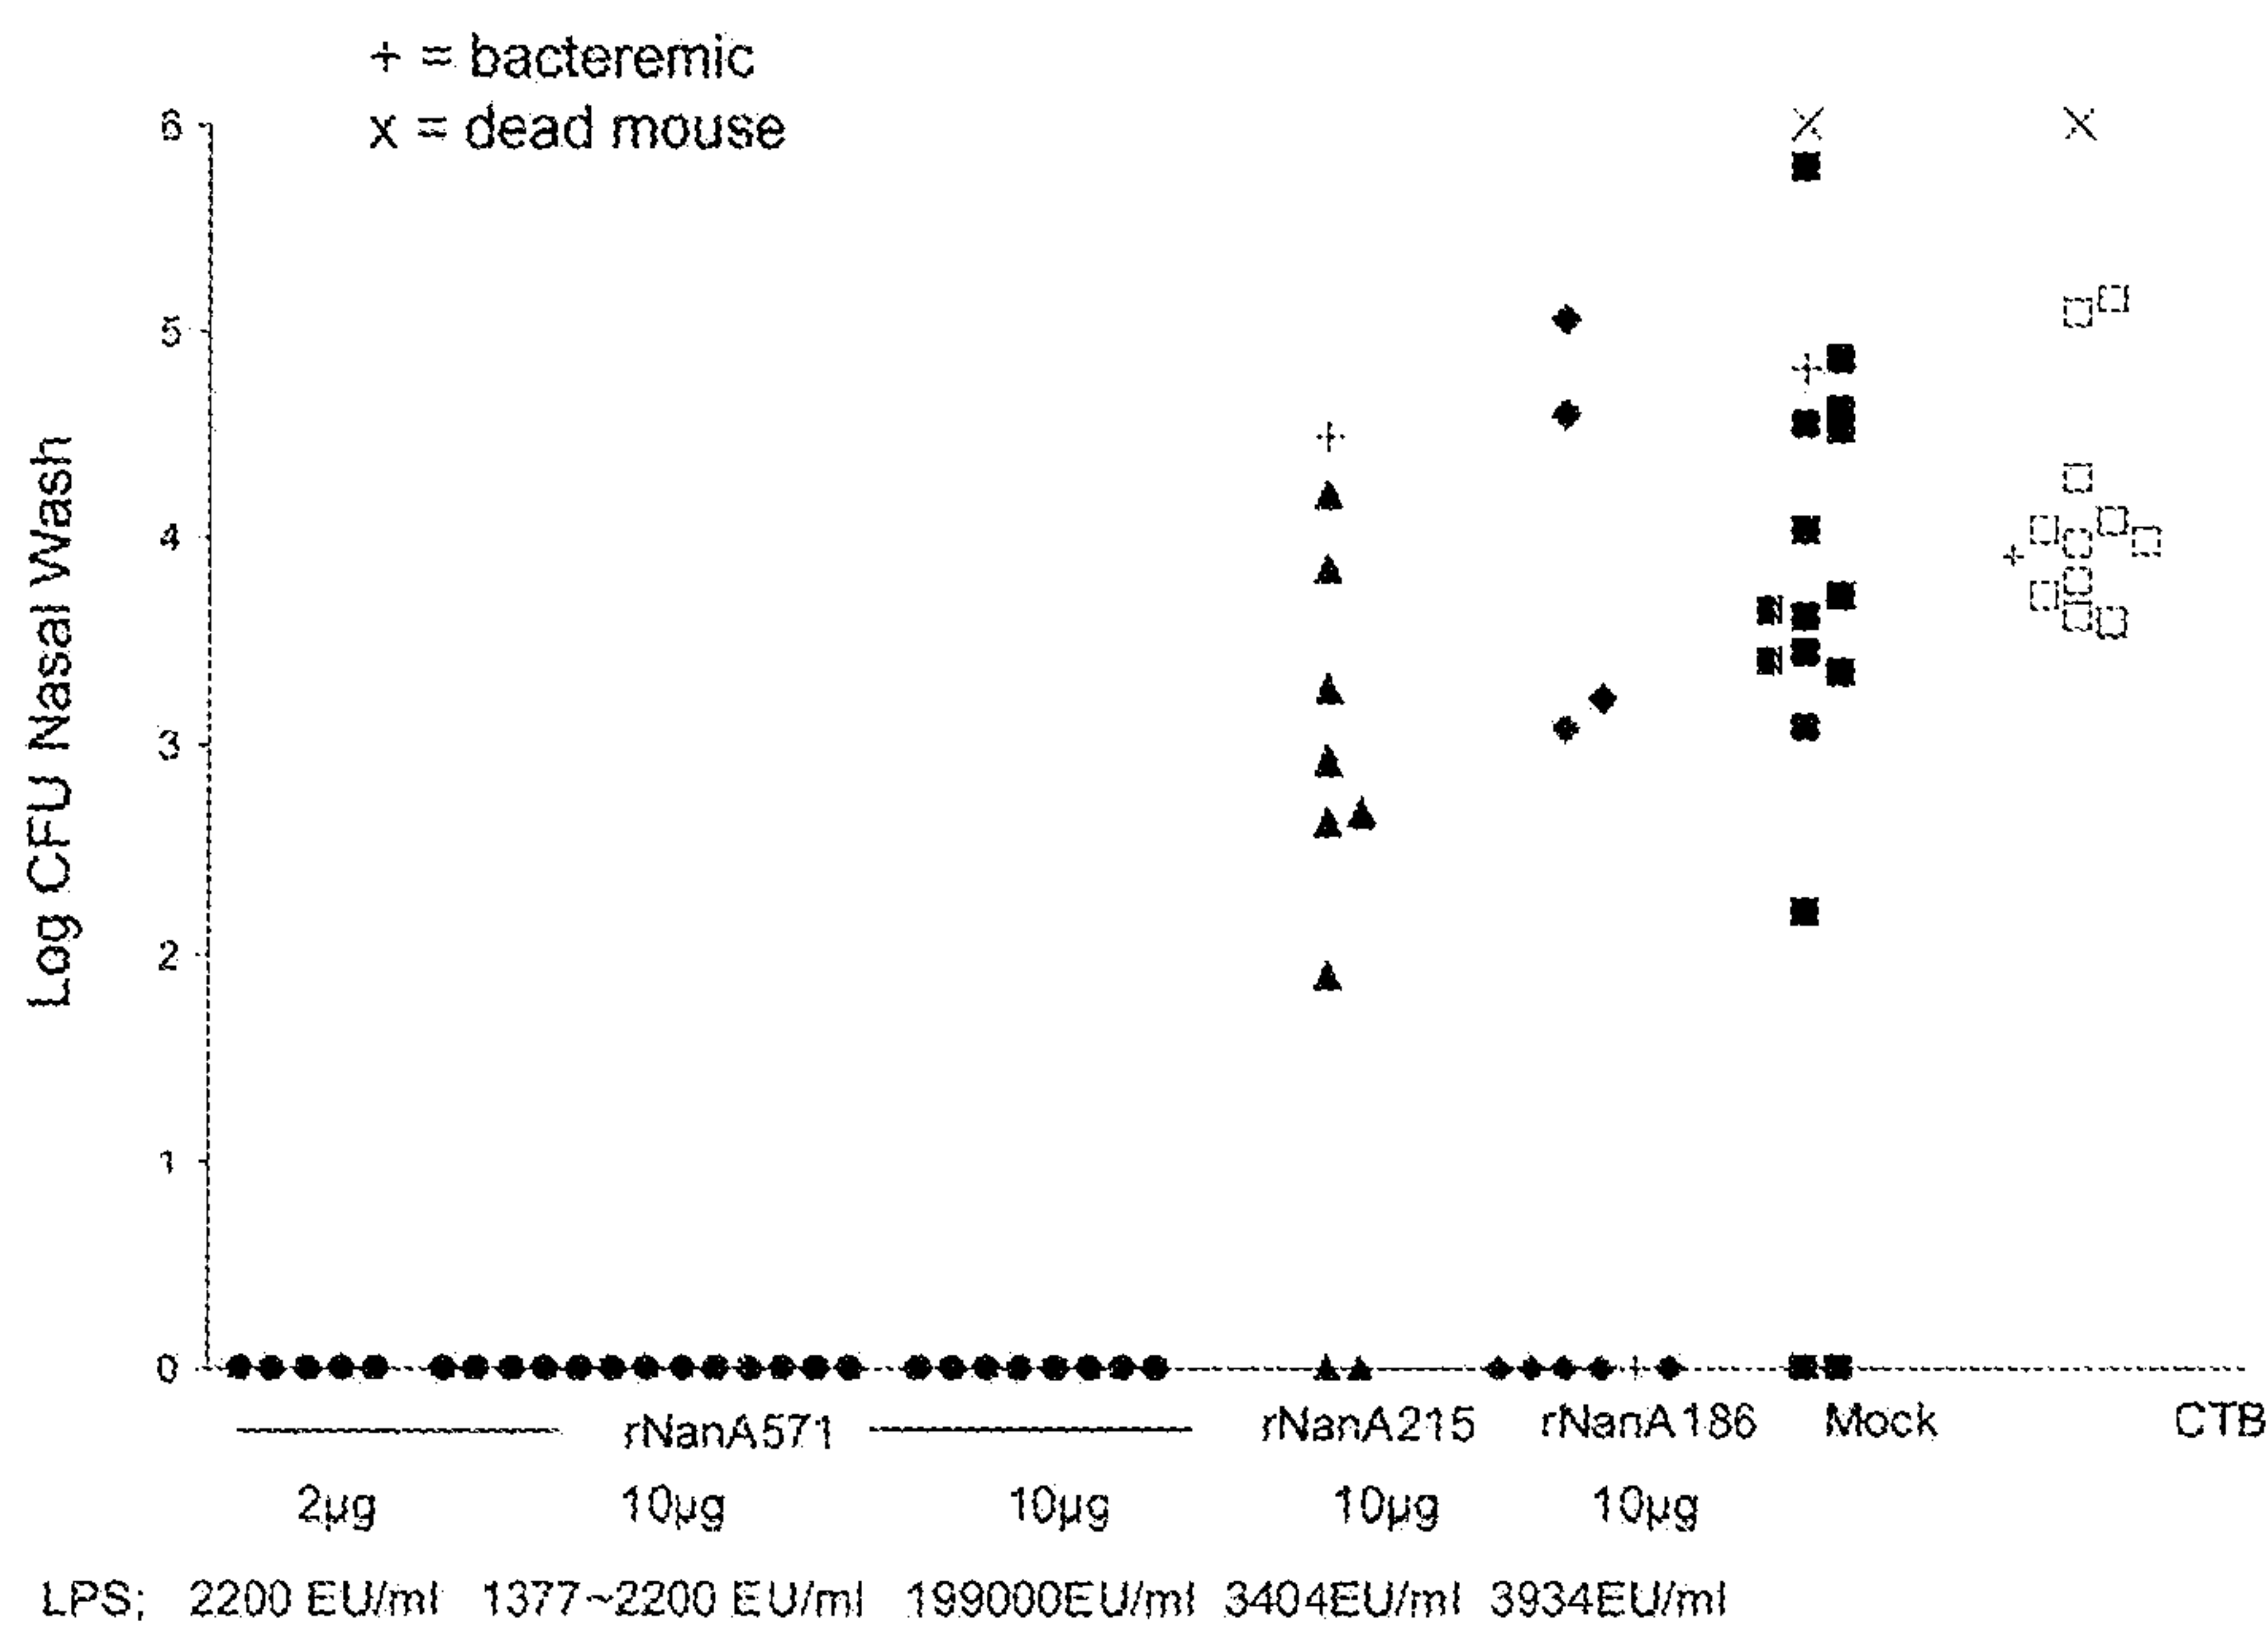 + = bacteremic
x = dead mouse
6
5
4
3
2
1
0
Log CFU Nasal Wash
rNanA571 rNanA215 rNanA186 Mock CTB
2µg 10µg 10µg 10µg 10µg
LPS; 2200 EU/ml 1377~2200 EU/ml 199000EU/ml 3404EU/ml 3934EU/ml